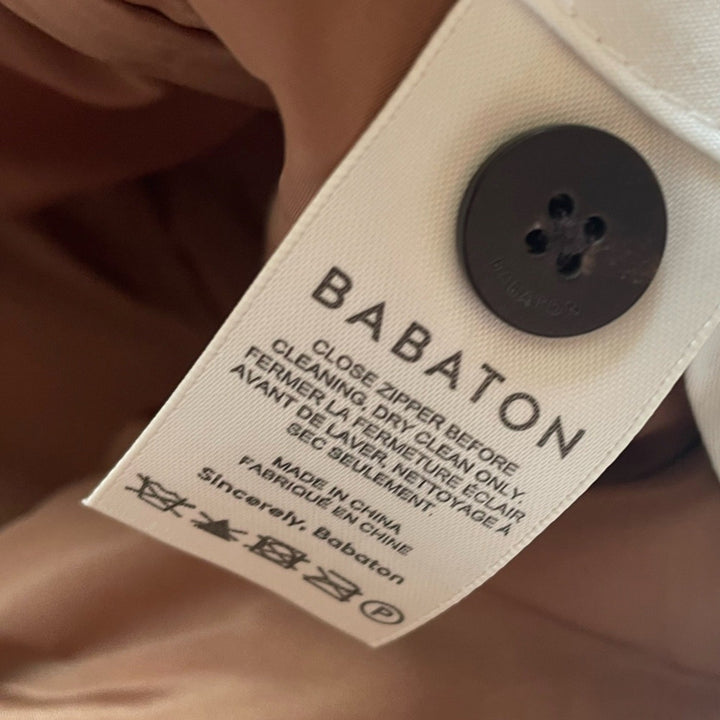 BABATON
CLOSE ZIPPER BEFORE
CLEANING, DRY CLEAN ONLY.
FERMER LA FERMETURE ÉCLAIR
AVANT DE LAVER, NETTOYAGE À
SEC SEULEMENT.
MADE IN CHINA
FABRIQUÉ EN CHINE
Sincerely, Babaton
P